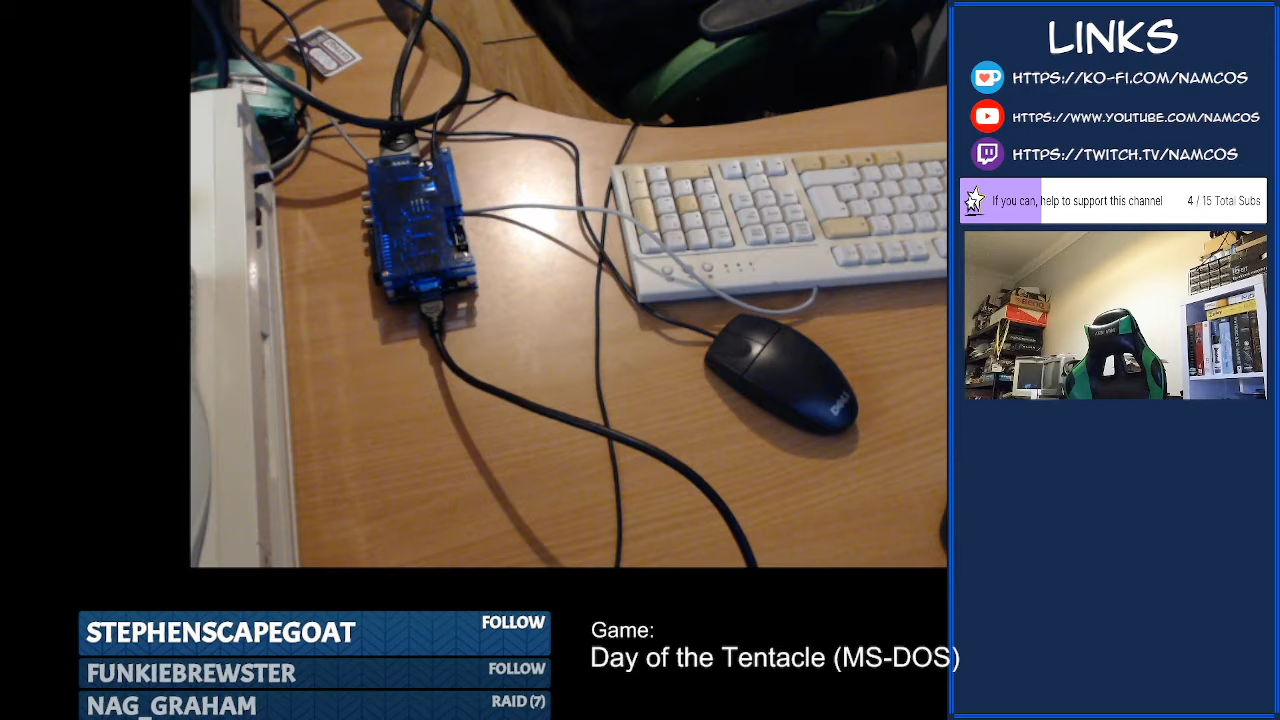 LINKS
HTTPS://KO-FI.COM/NAMCOS
HTTPS://WWW.YOUTUBE.COM/NAMCOS
HTTPS://TWITCH.TV/NAMCOS
If you can, help to support this channel 4 / 15 Total Subs
DELL
STEPHENSCAPEGOAT FOLLOW
FUNKIEBREWSTER FOLLOW
NAG_GRAHAM RAID (7)
Game:
Day of the Tentacle (MS-DOS)